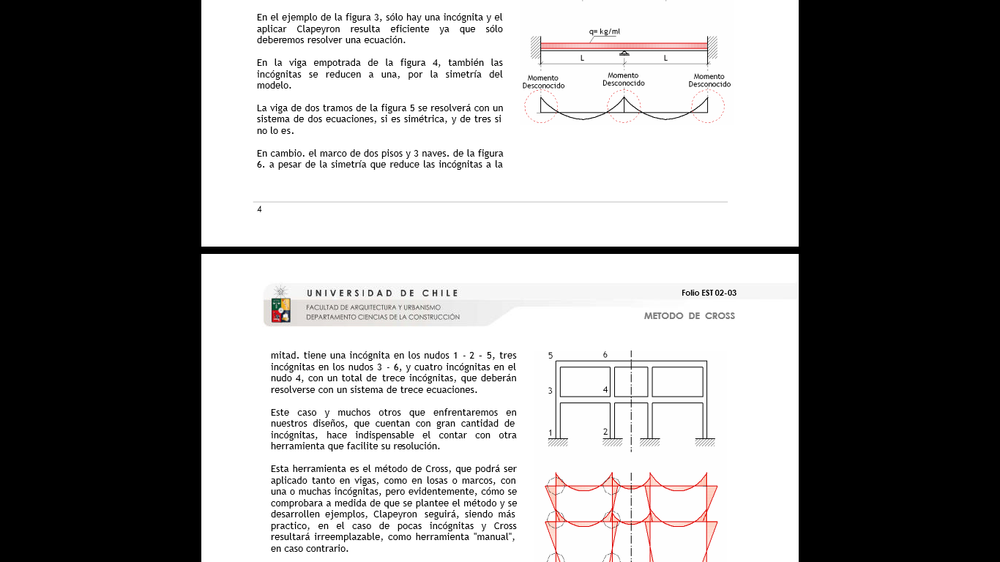 En el ejemplo de la figura 3, sólo hay una incógnita y el
aplicar Clapeyron resulta eficiente ya que sólo
deberemos resolver una ecuación.
En la viga empotrada de la figura 4, también las
incógnitas se reducen a una, por la simetría del
modelo.
La viga de dos tramos de la figura 5 se resolverá con un
sistema de dos ecuaciones, si es simétrica, y de tres si
no lo es.
En cambio. el marco de dos pisos y 3 naves. de la figura
6. a pesar de la simetría que reduce las incógnitas a la
q= kg/ml
L
L
Momento
Desconocido
Momento
Desconocido
Momento
Desconocido
4
UNIVERSIDAD DE CHILE
FACULTAD DE ARQUITECTURA Y URBANISMO
DEPARTAMENTO CIENCIAS DE LA CONSTRUCCIÓN
Folio EST 02-03
METODO DE CROSS
mitad. tiene una incógnita en los nudos 1 - 2 - 5, tres
incógnitas en los nudos 3 - 6, y cuatro incógnitas en el
nudo 4, con un total de trece incógnitas, que deberán
resolverse con un sistema de trece ecuaciones.
Este caso y muchos otros que enfrentaremos en
nuestros diseños, que cuentan con gran cantidad de
incógnitas, hace indispensable el contar con otra
herramienta que facilite su resolución.
Esta herramienta es el método de Cross, que podrá ser
aplicado tanto en vigas, como en losas o marcos, con
una o muchas incógnitas, pero evidentemente, cómo se
comprobara a medida de que se plantee el método y se
desarrollen ejemplos, Clapeyron seguirá, siendo más
practico, en el caso de pocas incógnitas y Cross
resultará irreemplazable, como herramienta "manual",
en caso contrario.
5
6
3
4
1
2